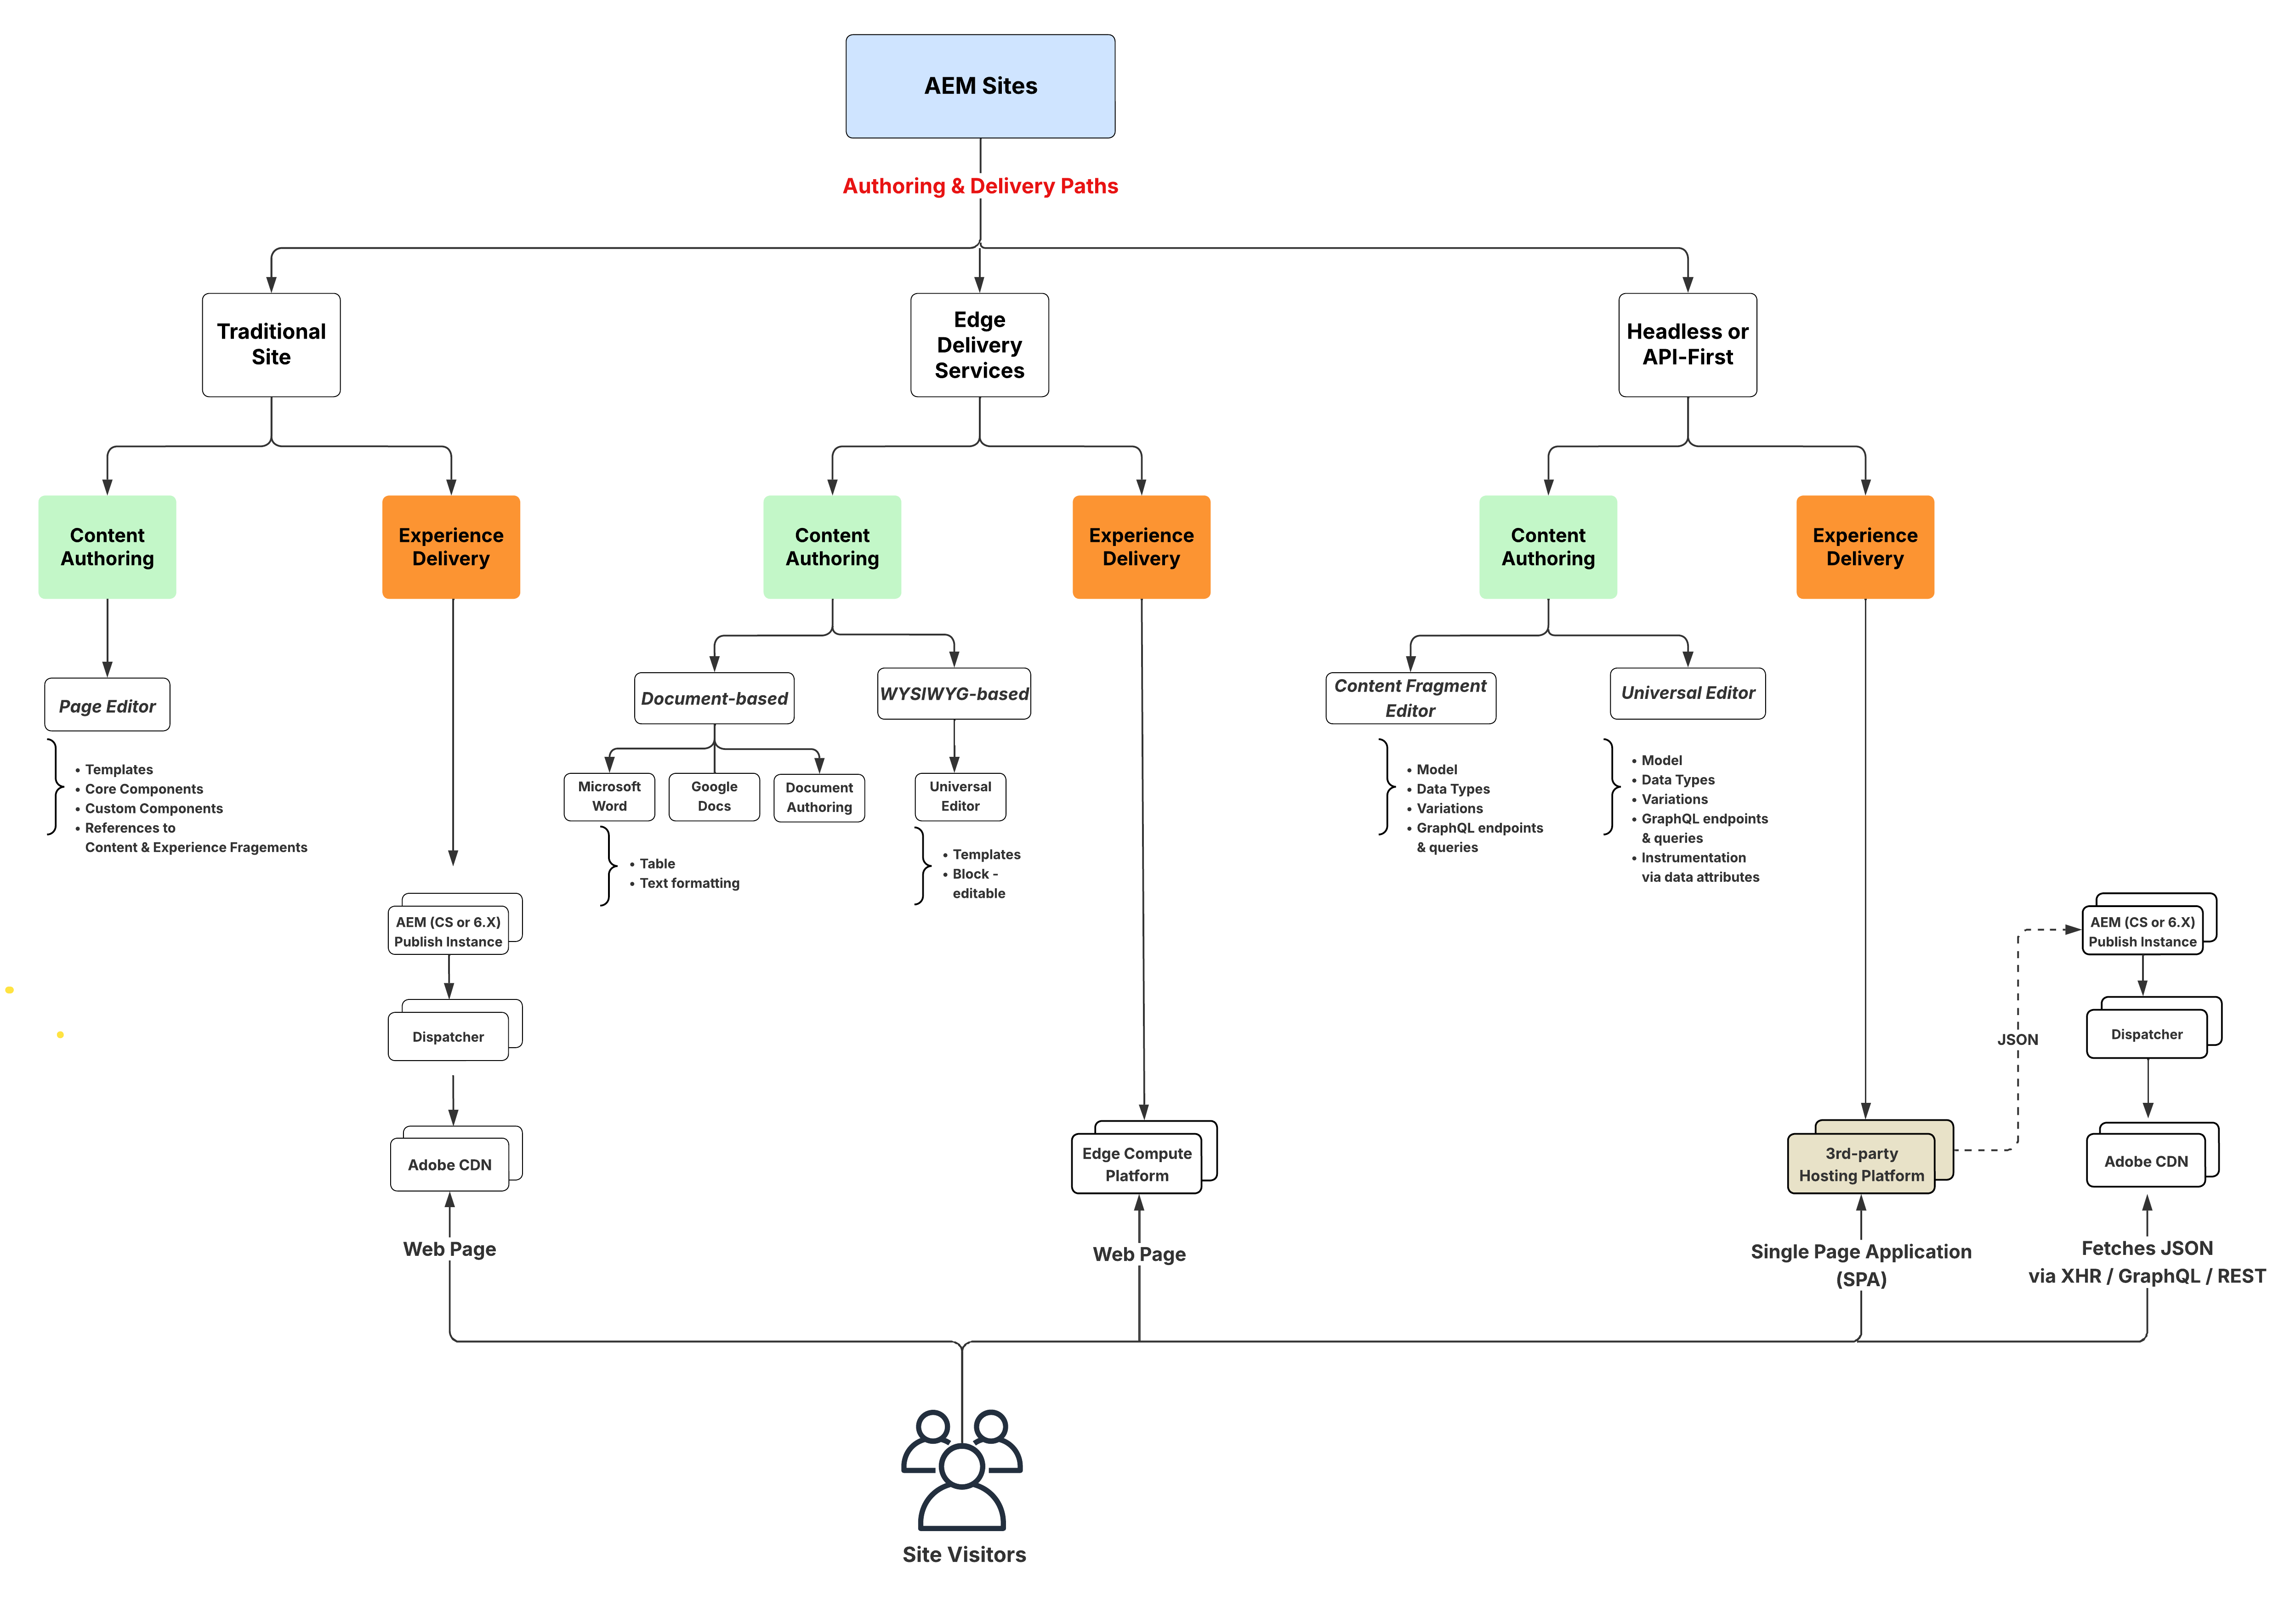 AEM Sites
Authoring & Delivery Paths
Traditional
Site
Edge
Delivery
Services
Headless or
API-First
Content
Authoring
Experience
Delivery
Content
Authoring
Experience
Delivery
Content
Authoring
Experience
Delivery
Page Editor
• Templates
• Core Components
• Custom Components
• References to
Content & Experience Fragements
Document-based
WYSIWYG-based
Microsoft
Word
Google
Docs
Document
Authoring
Universal
Editor
• Table
• Text formatting
• Templates
• Block -
editable
Content Fragment
Editor
Universal Editor
• Model
• Data Types
• Variations
• GraphQL endpoints
& queries
• Model
• Data Types
• Variations
• GraphQL endpoints
& queries
• Instrumentation
via data attributes
AEM (CS or 6.X)
Publish Instance
Dispatcher
Adobe CDN
Web Page
Edge Compute
Platform
Web Page
3rd-party
Hosting Platform
Single Page Application
(SPA)
JSON
AEM (CS or 6.X)
Publish Instance
Dispatcher
Adobe CDN
Fetches JSON
via XHR / GraphQL / REST
Site Visitors